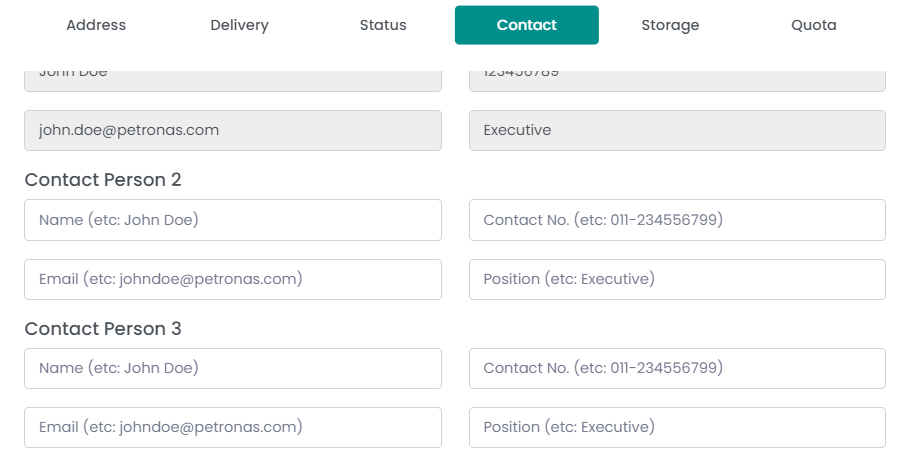 Address Delivery Status Contact Storage Quota
John Doe 123456789
john.doe@petronas.com Executive
Contact Person 2
Name (etc: John Doe) Contact No. (etc: 011-234556799)
Email (etc: johndoe@petronas.com) Position (etc: Executive)
Contact Person 3
Name (etc: John Doe) Contact No. (etc: 011-234556799)
Email (etc: johndoe@petronas.com) Position (etc: Executive)